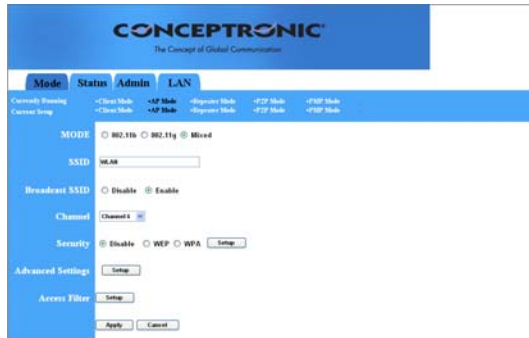 CONCEPTRONIC
The Concept of Global Communication
Mode Status Admin LAN
Currently Running •Client Mode •AP Mode •Repeater Mode •P2P Mode •PMP Mode
Current Setup •Client Mode •AP Mode •Repeater Mode •P2P Mode •PMP Mode
MODE 802.11b 802.11g Mixed
SSID WLAN
Broadcast SSID Disable Enable
Channel Channel 6
Security Disable WEP WPA Setup
Advanced Settings Setup
Access Filter Setup
Apply Cancel